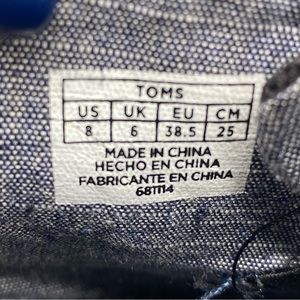 TOMS
US UK EU CM
8 6 38.5 25
MADE IN CHINA
HECHO EN CHINA
FABRICANTE EN CHINA
681114